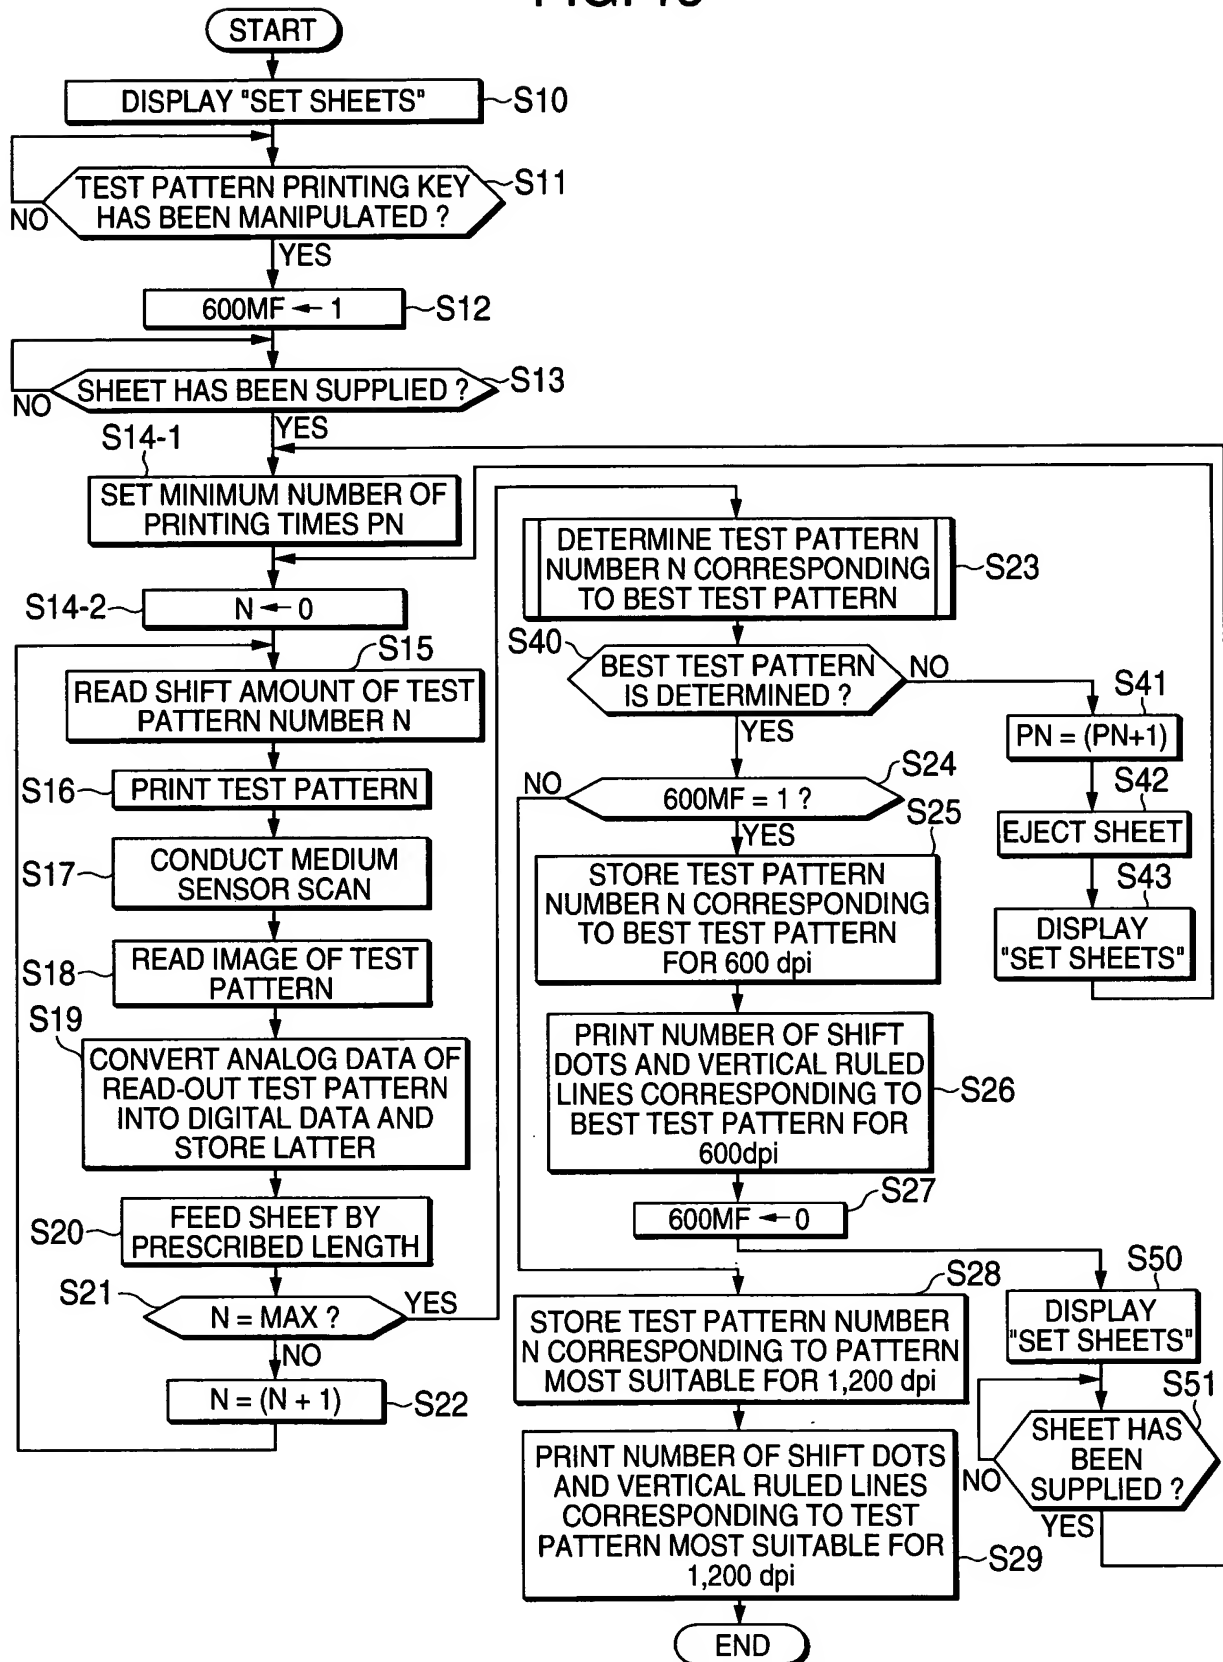 START
DISPLAY "SET SHEETS"
S10
TEST PATTERN PRINTING KEY
HAS BEEN MANIPULATED ?
S11
NO
YES
600MF ← 1
S12
SHEET HAS BEEN SUPPLIED ?
S13
NO
YES
S14-1
SET MINIMUM NUMBER OF
PRINTING TIMES PN
S14-2
N ← 0
S15
READ SHIFT AMOUNT OF TEST
PATTERN NUMBER N
S16
PRINT TEST PATTERN
S17
CONDUCT MEDIUM
SENSOR SCAN
S18
READ IMAGE OF TEST
PATTERN
S19
CONVERT ANALOG DATA OF
READ-OUT TEST PATTERN
INTO DIGITAL DATA AND
STORE LATTER
S20
FEED SHEET BY
PRESCRIBED LENGTH
S21
N = MAX ?
YES
NO
N = (N + 1)
S22
DETERMINE TEST PATTERN
NUMBER N CORRESPONDING
TO BEST TEST PATTERN
S23
S40
BEST TEST PATTERN
IS DETERMINED ?
NO
YES
S41
PN = (PN+1)
S42
EJECT SHEET
S43
DISPLAY
"SET SHEETS"
S24
NO
600MF = 1 ?
YES
S25
STORE TEST PATTERN
NUMBER N CORRESPONDING
TO BEST TEST PATTERN
FOR 600 dpi
PRINT NUMBER OF SHIFT
DOTS AND VERTICAL RULED
LINES CORRESPONDING TO
BEST TEST PATTERN FOR
600dpi
S26
S27
600MF ← 0
S28
STORE TEST PATTERN NUMBER
N CORRESPONDING TO PATTERN
MOST SUITABLE FOR 1,200 dpi
PRINT NUMBER OF SHIFT DOTS
AND VERTICAL RULED LINES
CORRESPONDING TO TEST
PATTERN MOST SUITABLE FOR
1,200 dpi
S29
S50
DISPLAY
"SET SHEETS"
S51
SHEET HAS
BEEN
SUPPLIED ?
NO
YES
END